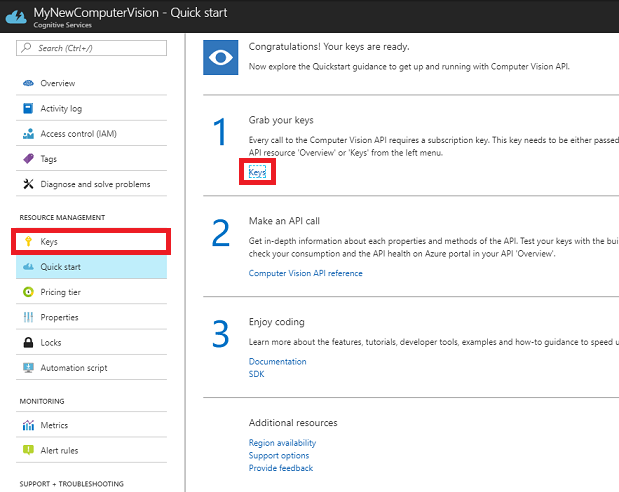 MyNewComputerVision - Quick start
Cognitive Services
Search (Ctrl+/)
Overview
Activity log
Access control (IAM)
Tags
Diagnose and solve problems
RESOURCE MANAGEMENT
Keys
Quick start
Pricing tier
Properties
Locks
Automation script
MONITORING
Metrics
Alert rules
SUPPORT + TROUBLESHOOTING
Congratulations! Your keys are ready.
Now explore the Quickstart guidance to get up and running with Computer Vision API.
1
Grab your keys
Every call to the Computer Vision API requires a subscription key. This key needs to be either passed
API resource 'Overview' or 'Keys' from the left menu.
Keys
2
Make an API call
Get in-depth information about each properties and methods of the API. Test your keys with the bui
check your consumption and the API health on Azure portal in your API 'Overview'.
Computer Vision API reference
3
Enjoy coding
Learn more about the features, tutorials, developer tools, examples and how-to guidance to speed u
Documentation
SDK
Additional resources
Region availability
Support options
Provide feedback